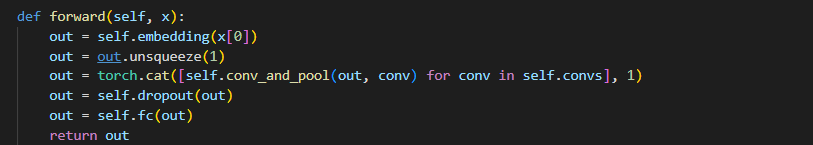 def forward(self, x):
    out = self.embedding(x[0])
    out = out.unsqueeze(1)
    out = torch.cat([self.conv_and_pool(out, conv) for conv in self.convs], 1)
    out = self.dropout(out)
    out = self.fc(out)
    return out